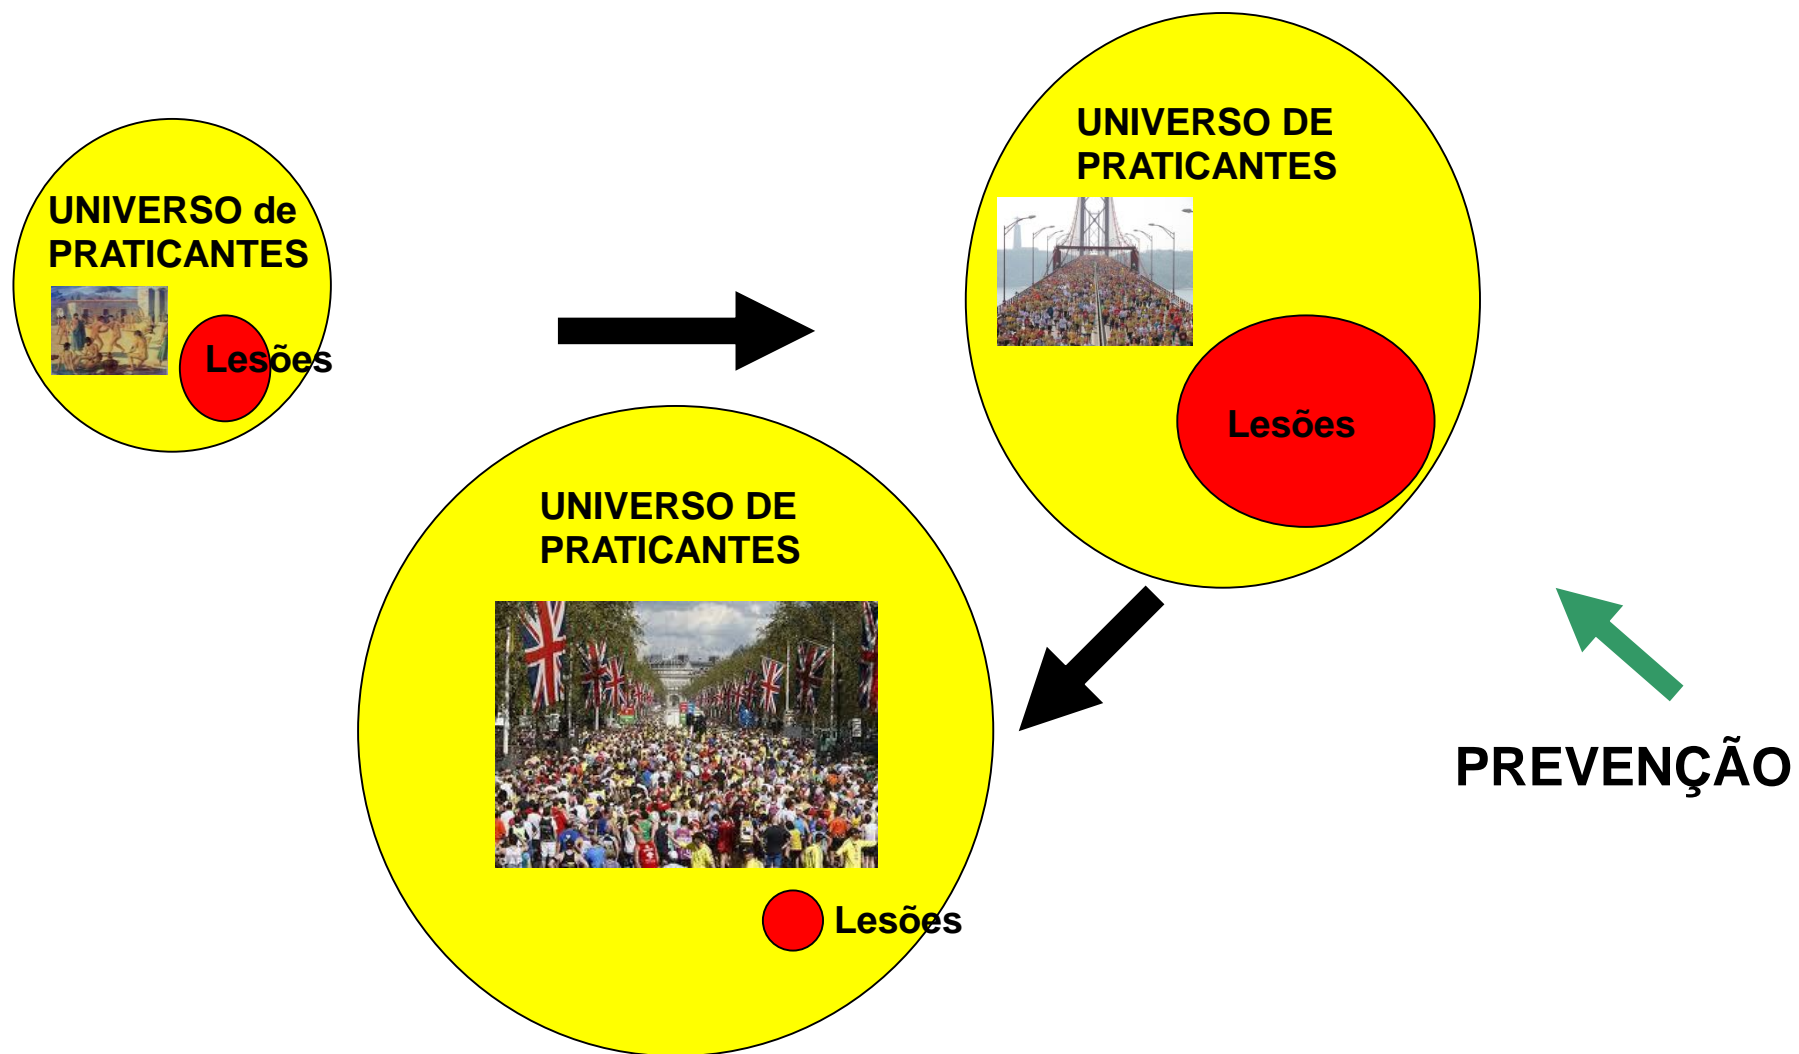 UNIVERSO de
PRATICANTES
Lesões
UNIVERSO DE
PRATICANTES
Lesões
UNIVERSO DE
PRATICANTES
Lesões
PREVENÇÃO